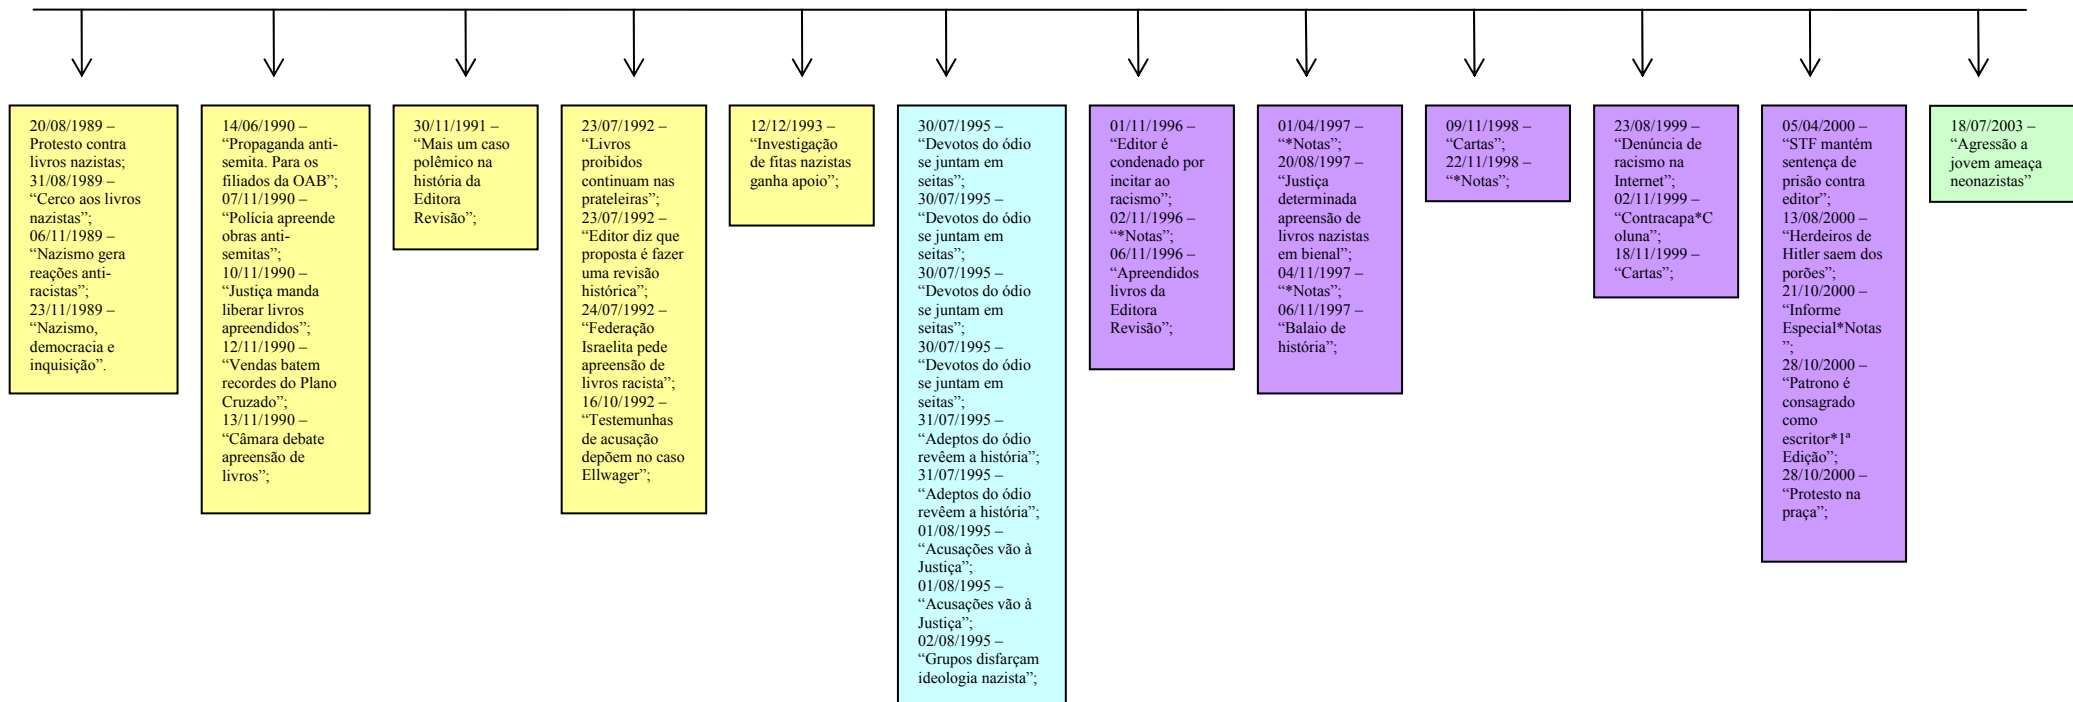 20/08/1989 –
Protesto contra
livros nazistas;
31/08/1989 –
“Cerco aos livros
nazistas”;
06/11/1989 –
“Nazismo gera
reações anti-
racistas”;
23/11/1989 –
“Nazismo,
democracia e
inquisição”.
14/06/1990 –
“Propaganda anti-
semita. Para os
filiados da OAB”;
07/11/1990 –
“Polícia apreende
obras anti-
semitas”;
10/11/1990 –
“Justiça manda
liberar livros
apreendidos”;
12/11/1990 –
“Vendas batem
recordes do Plano
Cruzado”;
13/11/1990 –
“Câmara debate
apreensão de
livros”;
30/11/1991 –
“Mais um caso
polêmico na
história da
Editora
Revisão”;
23/07/1992 –
“Livros
proibidos
continuam nas
prateleiras”;
23/07/1992 –
“Editor diz que
proposta é fazer
uma revisão
histórica”;
24/07/1992 –
“Federação
Israelita pede
apreensão de
livros racista”;
16/10/1992 –
“Testemunhas
de acusação
depõem no caso
Ellwager”;
12/12/1993 –
“Investigação
de fitas nazistas
ganha apoio”;
30/07/1995 –
“Devotos do ódio
se juntam em
seitas”;
30/07/1995 –
“Devotos do ódio
se juntam em
seitas”;
30/07/1995 –
“Devotos do ódio
se juntam em
seitas”;
30/07/1995 –
“Devotos do ódio
se juntam em
seitas”;
31/07/1995 –
“Adeptos do ódio
revêem a história”;
31/07/1995 –
“Adeptos do ódio
revêem a história”;
01/08/1995 –
“Acusações vão à
Justiça”;
01/08/1995 –
“Acusações vão à
Justiça”;
02/08/1995 –
“Grupos disfarçam
ideologia nazista”;
01/11/1996 –
“Editor é
condenado por
incitar ao
racismo”;
02/11/1996 –
“*Notas”;
06/11/1996 –
“Apreendidos
livros da
Editora
Revisão”;
01/04/1997 –
“*Notas”;
20/08/1997 –
“Justiça
determinada
apreensão de
livros nazistas
em bienal”;
04/11/1997 –
“*Notas”;
06/11/1997 –
“Balaio de
história”;
09/11/1998 –
“Cartas”;
22/11/1998 –
“*Notas”;
23/08/1999 –
“Denúncia de
racismo na
Internet”;
02/11/1999 –
“Contracapa*C
oluna”;
18/11/1999 –
“Cartas”;
05/04/2000 –
“STF mantém
sentença de
prisão contra
editor”;
13/08/2000 –
“Herdeiros de
Hitler saem dos
porões”;
21/10/2000 –
“Informe
Especial*Notas
”;
28/10/2000 –
“Patrono é
consagrado
como
escritor*1ª
Edição”;
28/10/2000 –
“Protesto na
praça”;
18/07/2003 –
“Agressão a
jovem ameaça
neonazistas”